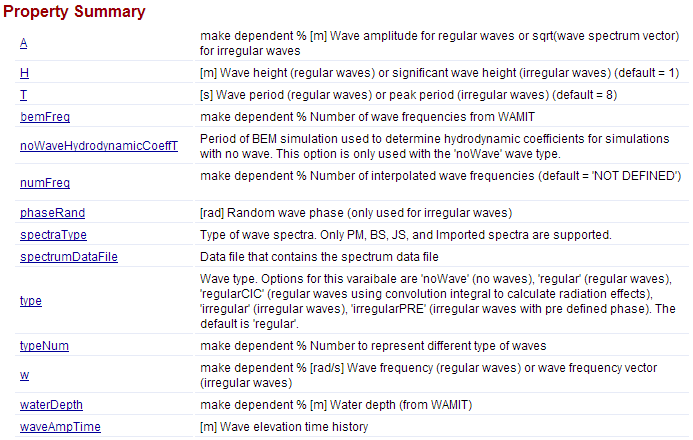 Property Summary
A make dependent % [m] Wave amplitude for regular waves or sqrt(wave spectrum vector)
for irregular waves
H [m] Wave height (regular waves) or significant wave height (irregular waves) (default = 1)
T [s] Wave period (regular waves) or peak period (irregular waves) (default = 8)
bemFreq make dependent % Number of wave frequencies from WAMIT
noWaveHydrodynamicCoeffT Period of BEM simulation used to determine hydrodynamic coefficients for simulations
with no wave. This option is only used with the 'noWave' wave type.
numFreq make dependent % Number of interpolated wave frequencies (default = 'NOT DEFINED')
phaseRand [rad] Random wave phase (only used for irregular waves)
spectraType Type of wave spectra. Only PM, BS, JS, and Imported spectra are supported.
spectrumDataFile Data file that contains the spectrum data file
type Wave type. Options for this varaibale are 'noWave' (no waves), 'regular' (regular waves),
'regularCIC' (regular waves using convolution integral to calculate radiation effects),
'irregular' (irregular waves), 'irregularPRE' (irregular waves with pre defined phase). The
default is 'regular'.
typeNum make dependent % Number to represent different type of waves
w make dependent % [rad/s] Wave frequency (regular waves) or wave frequency vector
(irregular waves)
waterDepth make dependent % [m] Water depth (from WAMIT)
waveAmpTime [m] Wave elevation time history